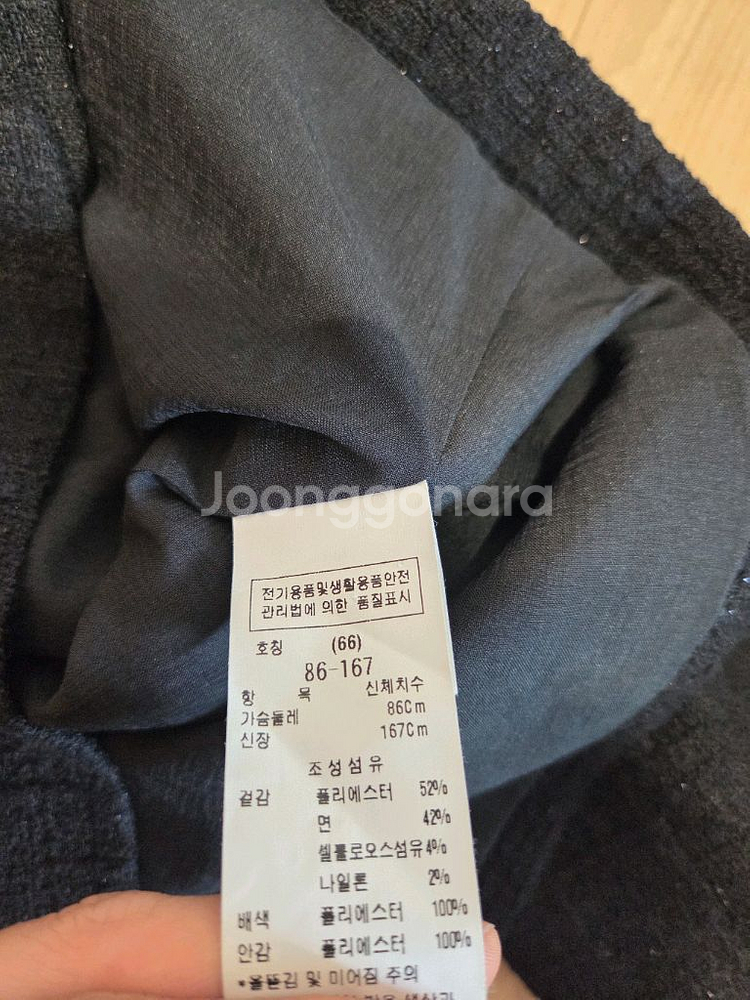 Joonggonara
전기용품및생활용품안전
관리법에 의한 품질표시
호칭 (66)
86-167
항 목 신체치수
가슴둘레 86Cm
신장 167Cm
조성섬유
겉감 폴리에스터 52%
면 42%
셀룰로오스섬유 4%
나일론 2%
배색 폴리에스터 100%
안감 폴리에스터 100%
*올뜯김 및 미어짐 주의